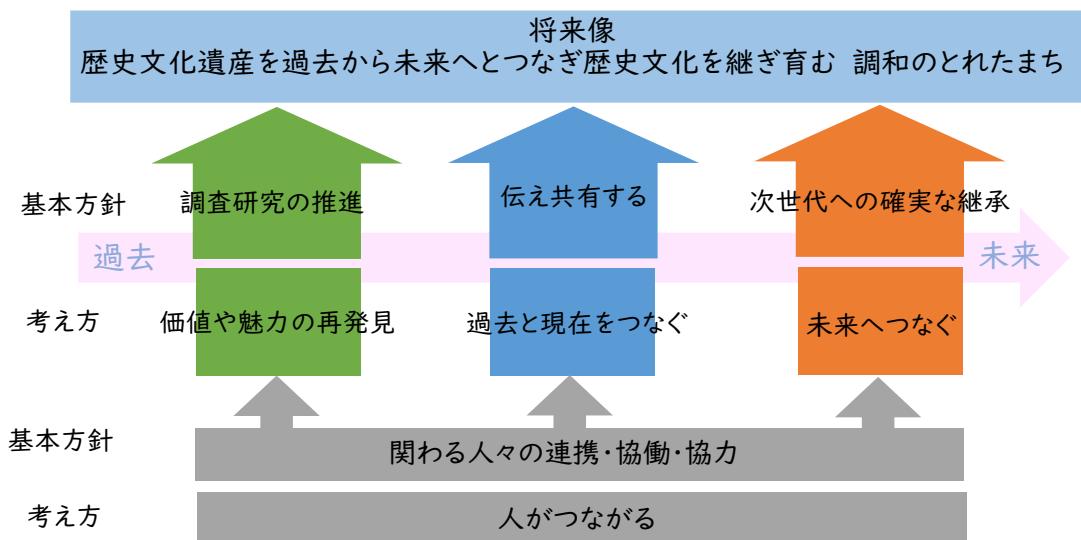 将来像
歴史文化遺産を過去から未来へとつなぎ歴史文化を継ぎ育む 調和のとれたまち
基本方針
調査研究の推進
伝え共有する
次世代への確実な継承
過去
未来
考え方
価値や魅力の再発見
過去と現在をつなぐ
未来へつなぐ
基本方針
関わる人々の連携・協働・協力
考え方
人がつながる